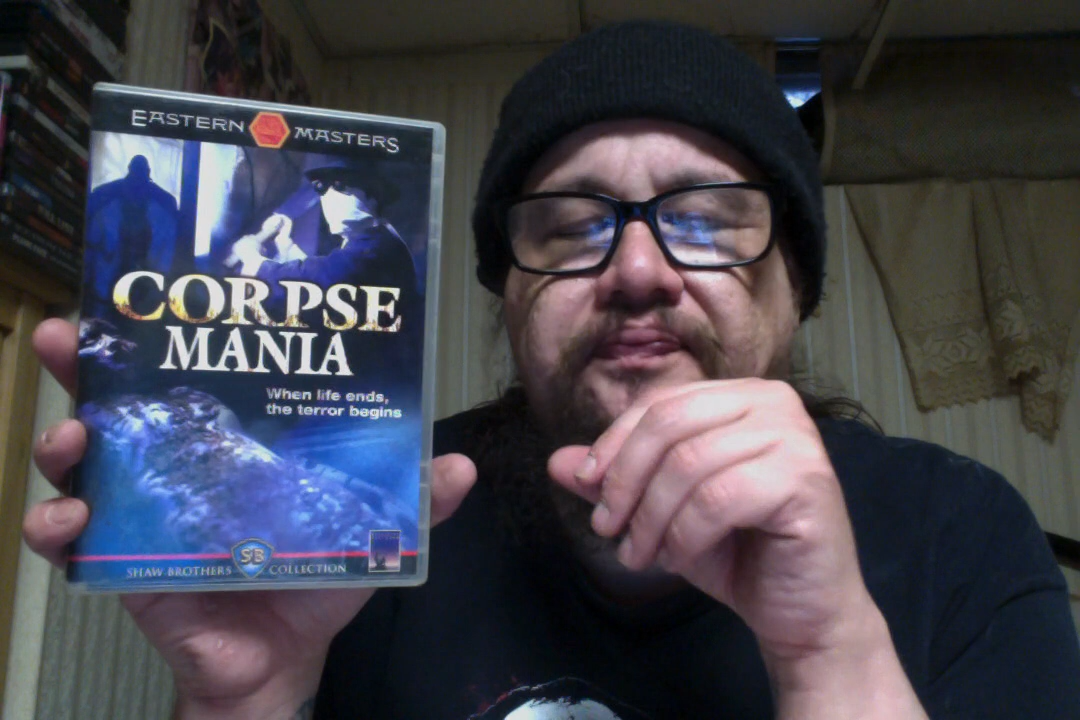 EASTERN MASTERS
CORPSE
MANIA
When life ends,
the terror begins
SHAW BROTHERS SB COLLECTION